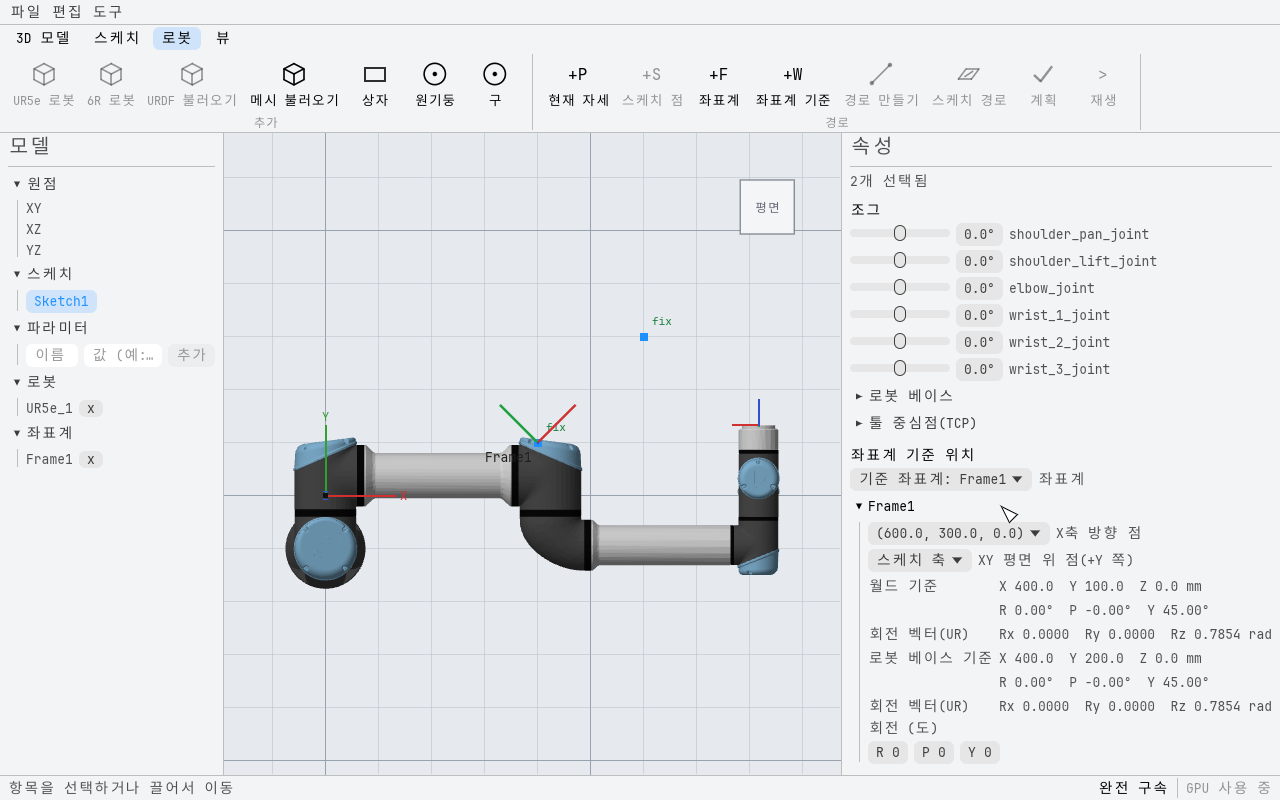 파일 편집 도구
3D 모델 스케치 로봇 뷰
UR5e 로봇 6R 로봇 URDF 불러오기 메시 불러오기 상자 원기둥 구
추가
+P +S +F +W >
현재 자세 스케치 점 좌표계 좌표계 기준 경로 만들기 스케치 경로 계획 재생
경로
모델
▼ 원점
XY
XZ
YZ
▼ 스케치
Sketch1
▼ 파라미터
이름 값 (예:… 추가
▼ 로봇
UR5e_1 x
▼ 좌표계
Frame1 x
평면
fix
Y
fix
Frame1
X
속성
2개 선택됨
조그
0.0° shoulder_pan_joint
0.0° shoulder_lift_joint
0.0° elbow_joint
0.0° wrist_1_joint
0.0° wrist_2_joint
0.0° wrist_3_joint
▶ 로봇 베이스
▶ 툴 중심점(TCP)
좌표계 기준 위치
기준 좌표계: Frame1 ▼ 좌표계
▼ Frame1
(600.0, 300.0, 0.0) ▼ X축 방향 점
스케치 축 ▼ XY 평면 위 점(+Y 쪽)
월드 기준 X 400.0 Y 100.0 Z 0.0 mm
R 0.00° P -0.00° Y 45.00°
회전 벡터(UR) Rx 0.0000 Ry 0.0000 Rz 0.7854 rad
로봇 베이스 기준 X 400.0 Y 200.0 Z 0.0 mm
R 0.00° P -0.00° Y 45.00°
회전 벡터(UR) Rx 0.0000 Ry 0.0000 Rz 0.7854 rad
회전 (도)
R 0 P 0 Y 0
항목을 선택하거나 끌어서 이동
완전 구속 GPU 사용 중